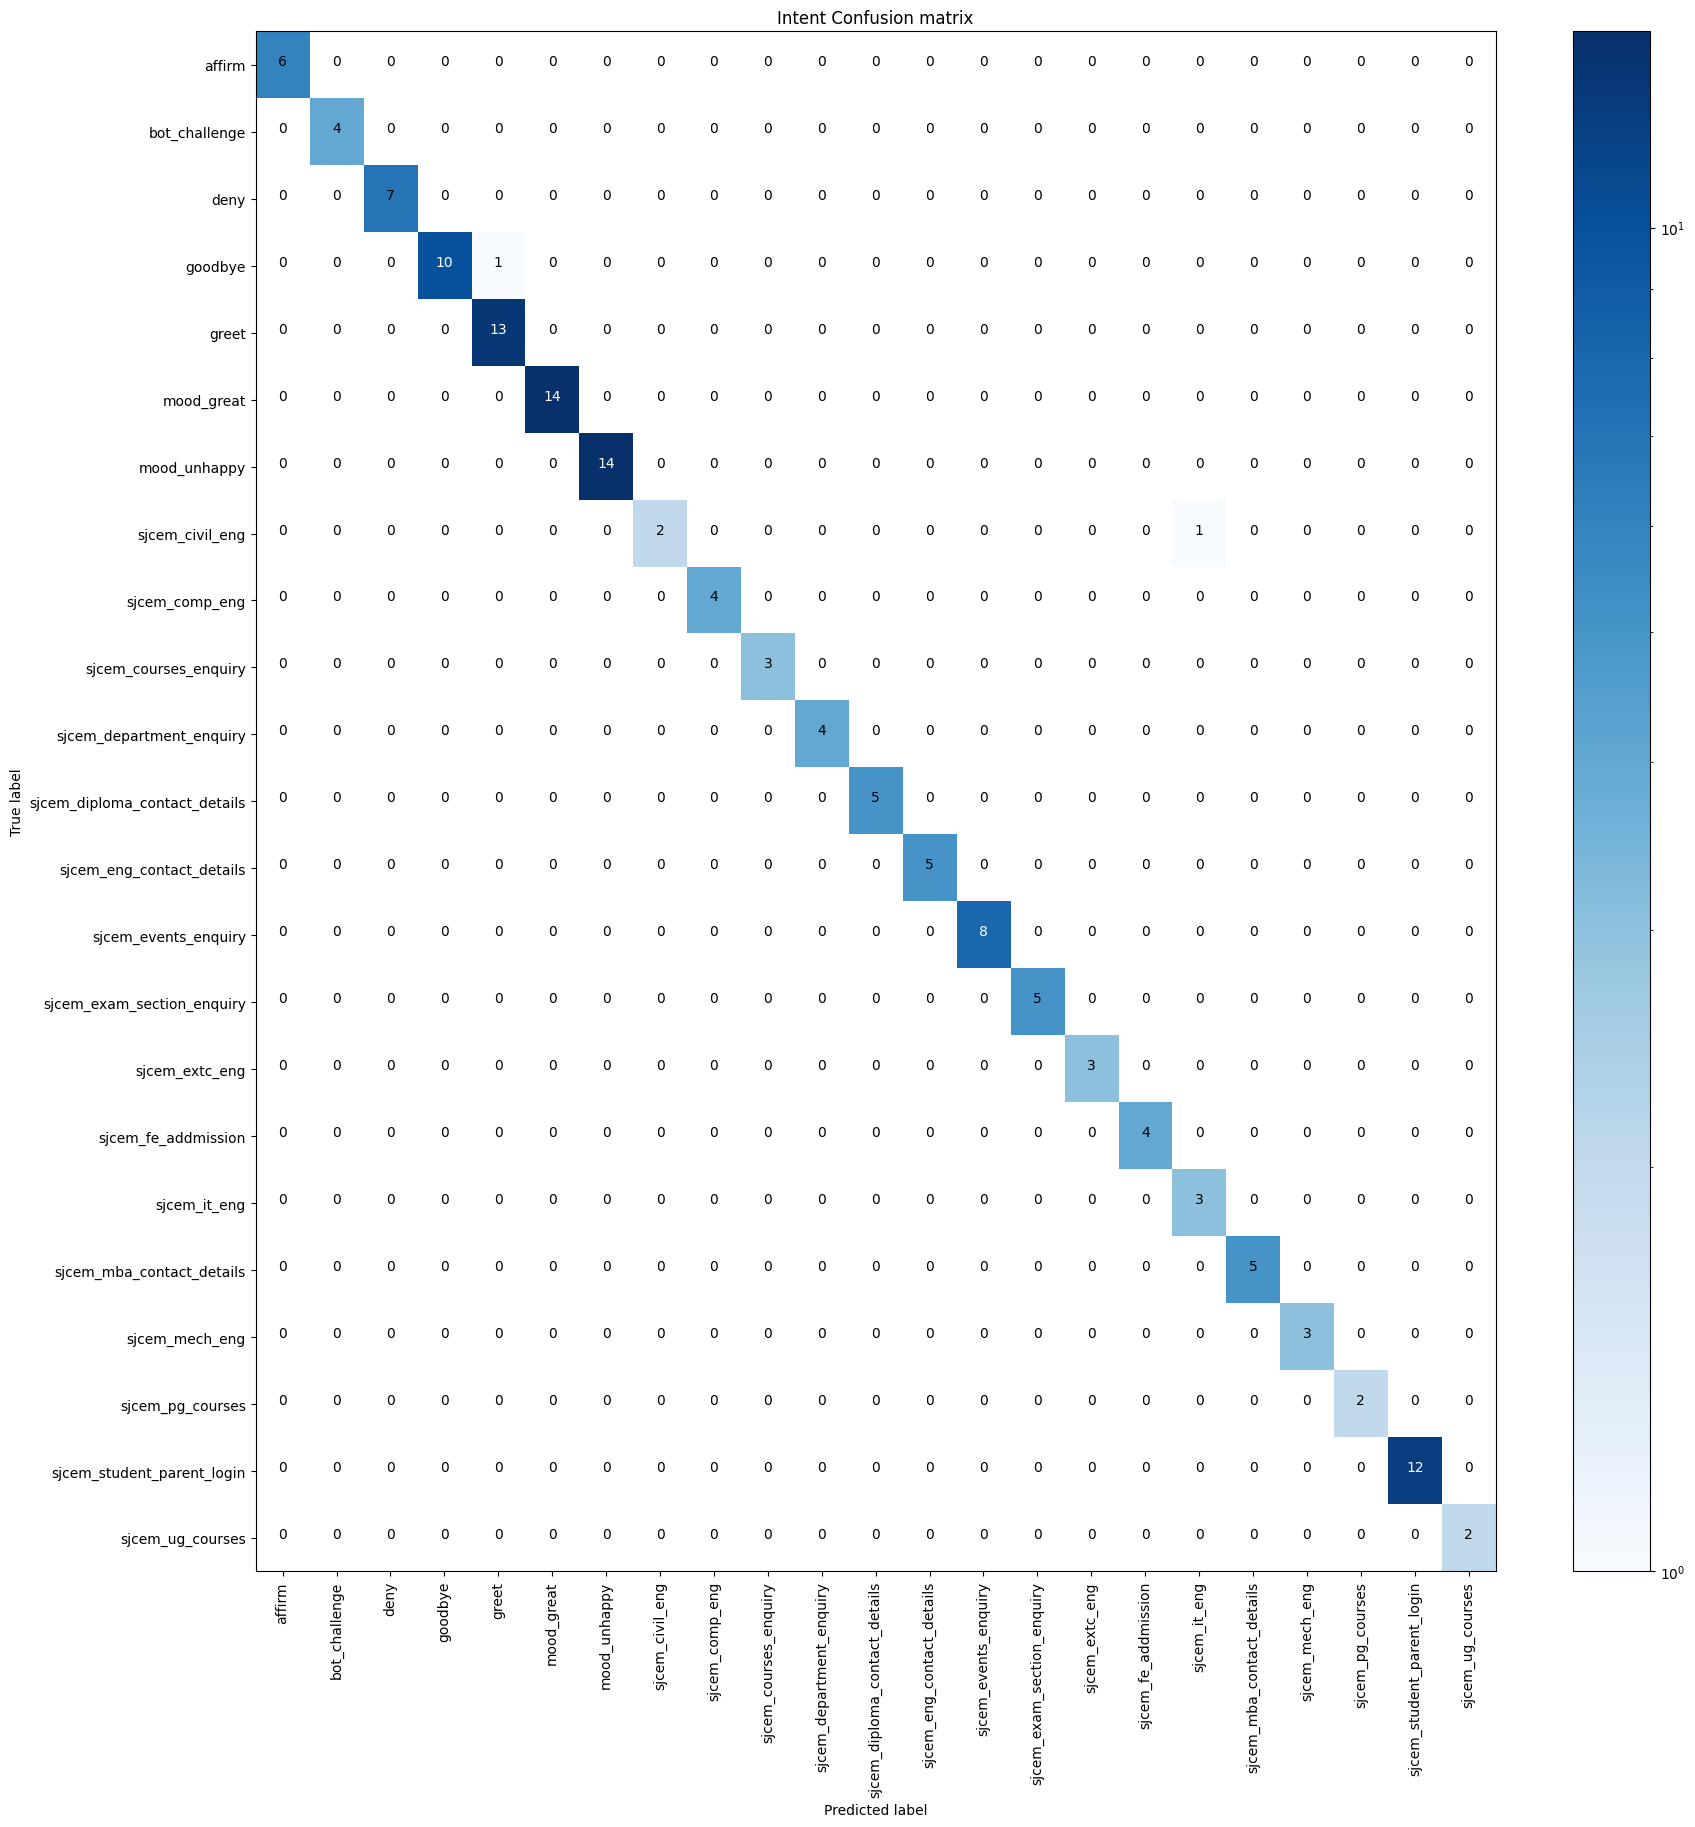 Intent Confusion matrix
affirm 6 0 0 0 0 0 0 0 0 0 0 0 0 0 0 0 0 0 0 0 0 0 0
bot_challenge 0 4 0 0 0 0 0 0 0 0 0 0 0 0 0 0 0 0 0 0 0 0 0
deny 0 0 7 0 0 0 0 0 0 0 0 0 0 0 0 0 0 0 0 0 0 0 0
goodbye 0 0 0 10 1 0 0 0 0 0 0 0 0 0 0 0 0 0 0 0 0 0 0
greet 0 0 0 0 13 0 0 0 0 0 0 0 0 0 0 0 0 0 0 0 0 0 0
mood_great 0 0 0 0 0 14 0 0 0 0 0 0 0 0 0 0 0 0 0 0 0 0 0
mood_unhappy 0 0 0 0 0 0 14 0 0 0 0 0 0 0 0 0 0 0 0 0 0 0 0
sjcem_civil_eng 0 0 0 0 0 0 0 2 0 0 0 0 0 0 0 0 0 1 0 0 0 0 0
sjcem_comp_eng 0 0 0 0 0 0 0 0 4 0 0 0 0 0 0 0 0 0 0 0 0 0 0
sjcem_courses_enquiry 0 0 0 0 0 0 0 0 0 3 0 0 0 0 0 0 0 0 0 0 0 0 0
sjcem_department_enquiry 0 0 0 0 0 0 0 0 0 0 4 0 0 0 0 0 0 0 0 0 0 0 0
sjcem_diploma_contact_details 0 0 0 0 0 0 0 0 0 0 0 5 0 0 0 0 0 0 0 0 0 0 0
sjcem_eng_contact_details 0 0 0 0 0 0 0 0 0 0 0 0 5 0 0 0 0 0 0 0 0 0 0
sjcem_events_enquiry 0 0 0 0 0 0 0 0 0 0 0 0 0 8 0 0 0 0 0 0 0 0 0
sjcem_exam_section_enquiry 0 0 0 0 0 0 0 0 0 0 0 0 0 0 5 0 0 0 0 0 0 0 0
sjcem_extc_eng 0 0 0 0 0 0 0 0 0 0 0 0 0 0 0 3 0 0 0 0 0 0 0
sjcem_fe_addmission 0 0 0 0 0 0 0 0 0 0 0 0 0 0 0 0 4 0 0 0 0 0 0
sjcem_it_eng 0 0 0 0 0 0 0 0 0 0 0 0 0 0 0 0 0 3 0 0 0 0 0
sjcem_mba_contact_details 0 0 0 0 0 0 0 0 0 0 0 0 0 0 0 0 0 0 5 0 0 0 0
sjcem_mech_eng 0 0 0 0 0 0 0 0 0 0 0 0 0 0 0 0 0 0 0 3 0 0 0
sjcem_pg_courses 0 0 0 0 0 0 0 0 0 0 0 0 0 0 0 0 0 0 0 0 2 0 0
sjcem_student_parent_login 0 0 0 0 0 0 0 0 0 0 0 0 0 0 0 0 0 0 0 0 0 12 0
sjcem_ug_courses 0 0 0 0 0 0 0 0 0 0 0 0 0 0 0 0 0 0 0 0 0 0 2
True label
affirm
bot_challenge
deny
goodbye
greet
mood_great
mood_unhappy
sjcem_civil_eng
sjcem_comp_eng
sjcem_courses_enquiry
sjcem_department_enquiry
sjcem_diploma_contact_details
sjcem_eng_contact_details
sjcem_events_enquiry
sjcem_exam_section_enquiry
sjcem_extc_eng
sjcem_fe_addmission
sjcem_it_eng
sjcem_mba_contact_details
sjcem_mech_eng
sjcem_pg_courses
sjcem_student_parent_login
sjcem_ug_courses
Predicted label
10¹
10⁰